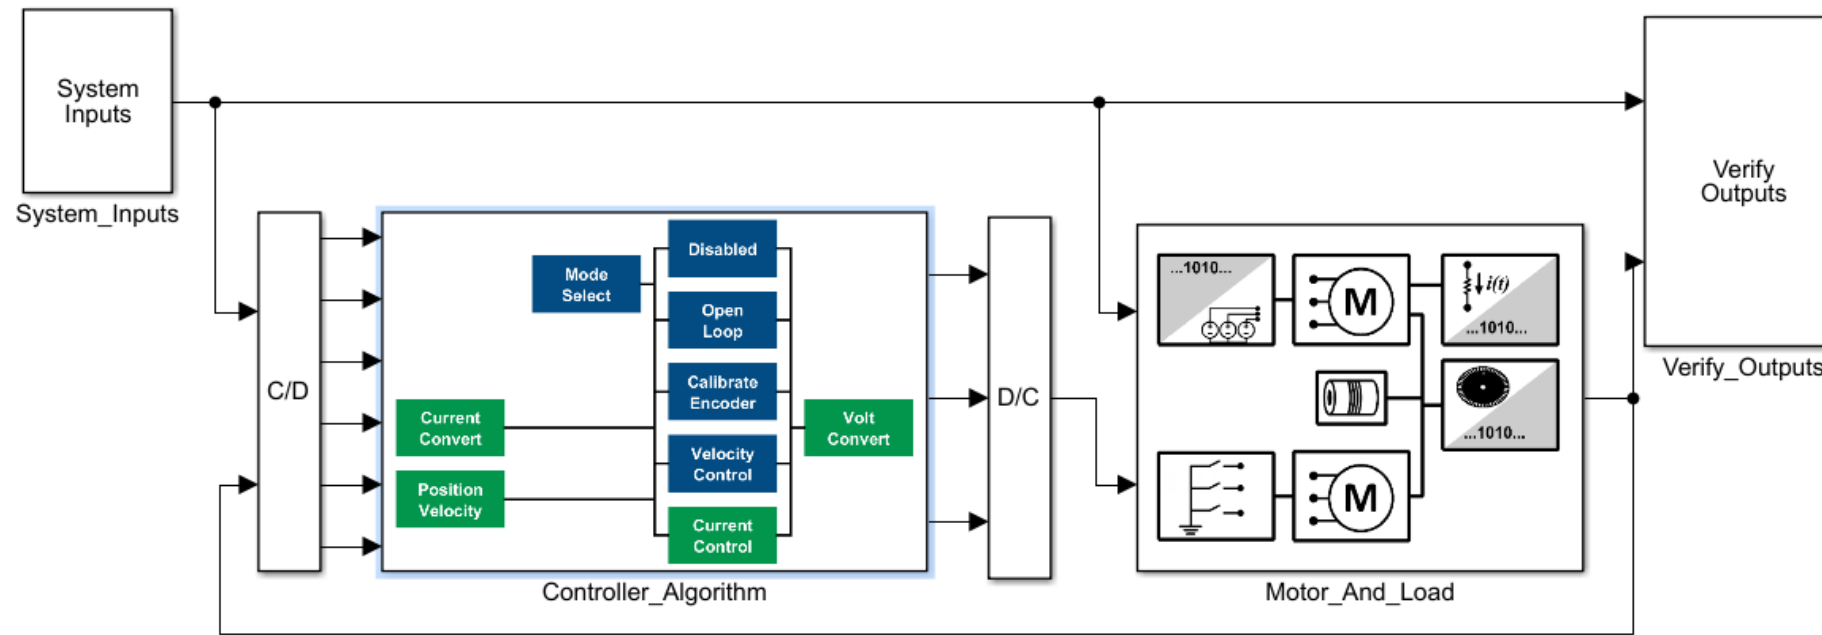 System
Inputs
System_Inputs
C/D
Mode
Select
Disabled
Open
Loop
Calibrate
Encoder
Velocity
Control
Current
Control
Current
Convert
Position
Velocity
Volt
Convert
Controller_Algorithm
D/C
...1010...
M
i(t)
...1010...
...1010...
M
Motor_And_Load
Verify
Outputs
Verify_Outputs